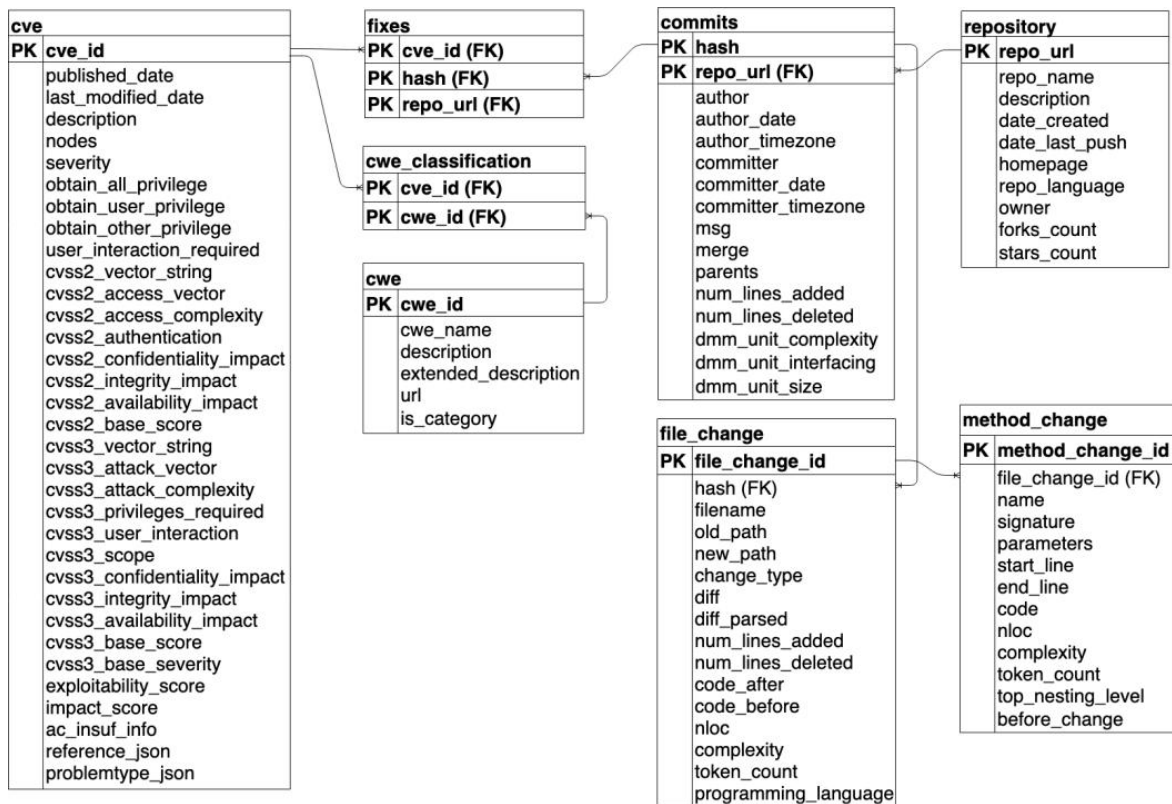 cve
PK cve_id
published_date
last_modified_date
description
nodes
severity
obtain_all_privilege
obtain_user_privilege
obtain_other_privilege
user_interaction_required
cvss2_vector_string
cvss2_access_vector
cvss2_access_complexity
cvss2_authentication
cvss2_confidentiality_impact
cvss2_integrity_impact
cvss2_availability_impact
cvss2_base_score
cvss3_vector_string
cvss3_attack_vector
cvss3_attack_complexity
cvss3_privileges_required
cvss3_user_interaction
cvss3_scope
cvss3_confidentiality_impact
cvss3_integrity_impact
cvss3_availability_impact
cvss3_base_score
cvss3_base_severity
exploitability_score
impact_score
ac_insuf_info
reference_json
problemtype_json
fixes
PK cve_id (FK)
PK hash (FK)
PK repo_url (FK)
cwe_classification
PK cve_id (FK)
PK cwe_id (FK)
cwe
PK cwe_id
cwe_name
description
extended_description
url
is_category
commits
PK hash
PK repo_url (FK)
author
author_date
author_timezone
committer
committer_date
committer_timezone
msg
merge
parents
num_lines_added
num_lines_deleted
dmm_unit_complexity
dmm_unit_interfacing
dmm_unit_size
file_change
PK file_change_id
hash (FK)
filename
old_path
new_path
change_type
diff
diff_parsed
num_lines_added
num_lines_deleted
code_after
code_before
nloc
complexity
token_count
programming_language
repository
PK repo_url
repo_name
description
date_created
date_last_push
homepage
repo_language
owner
forks_count
stars_count
method_change
PK method_change_id
file_change_id (FK)
name
signature
parameters
start_line
end_line
code
nloc
complexity
token_count
top_nesting_level
before_change